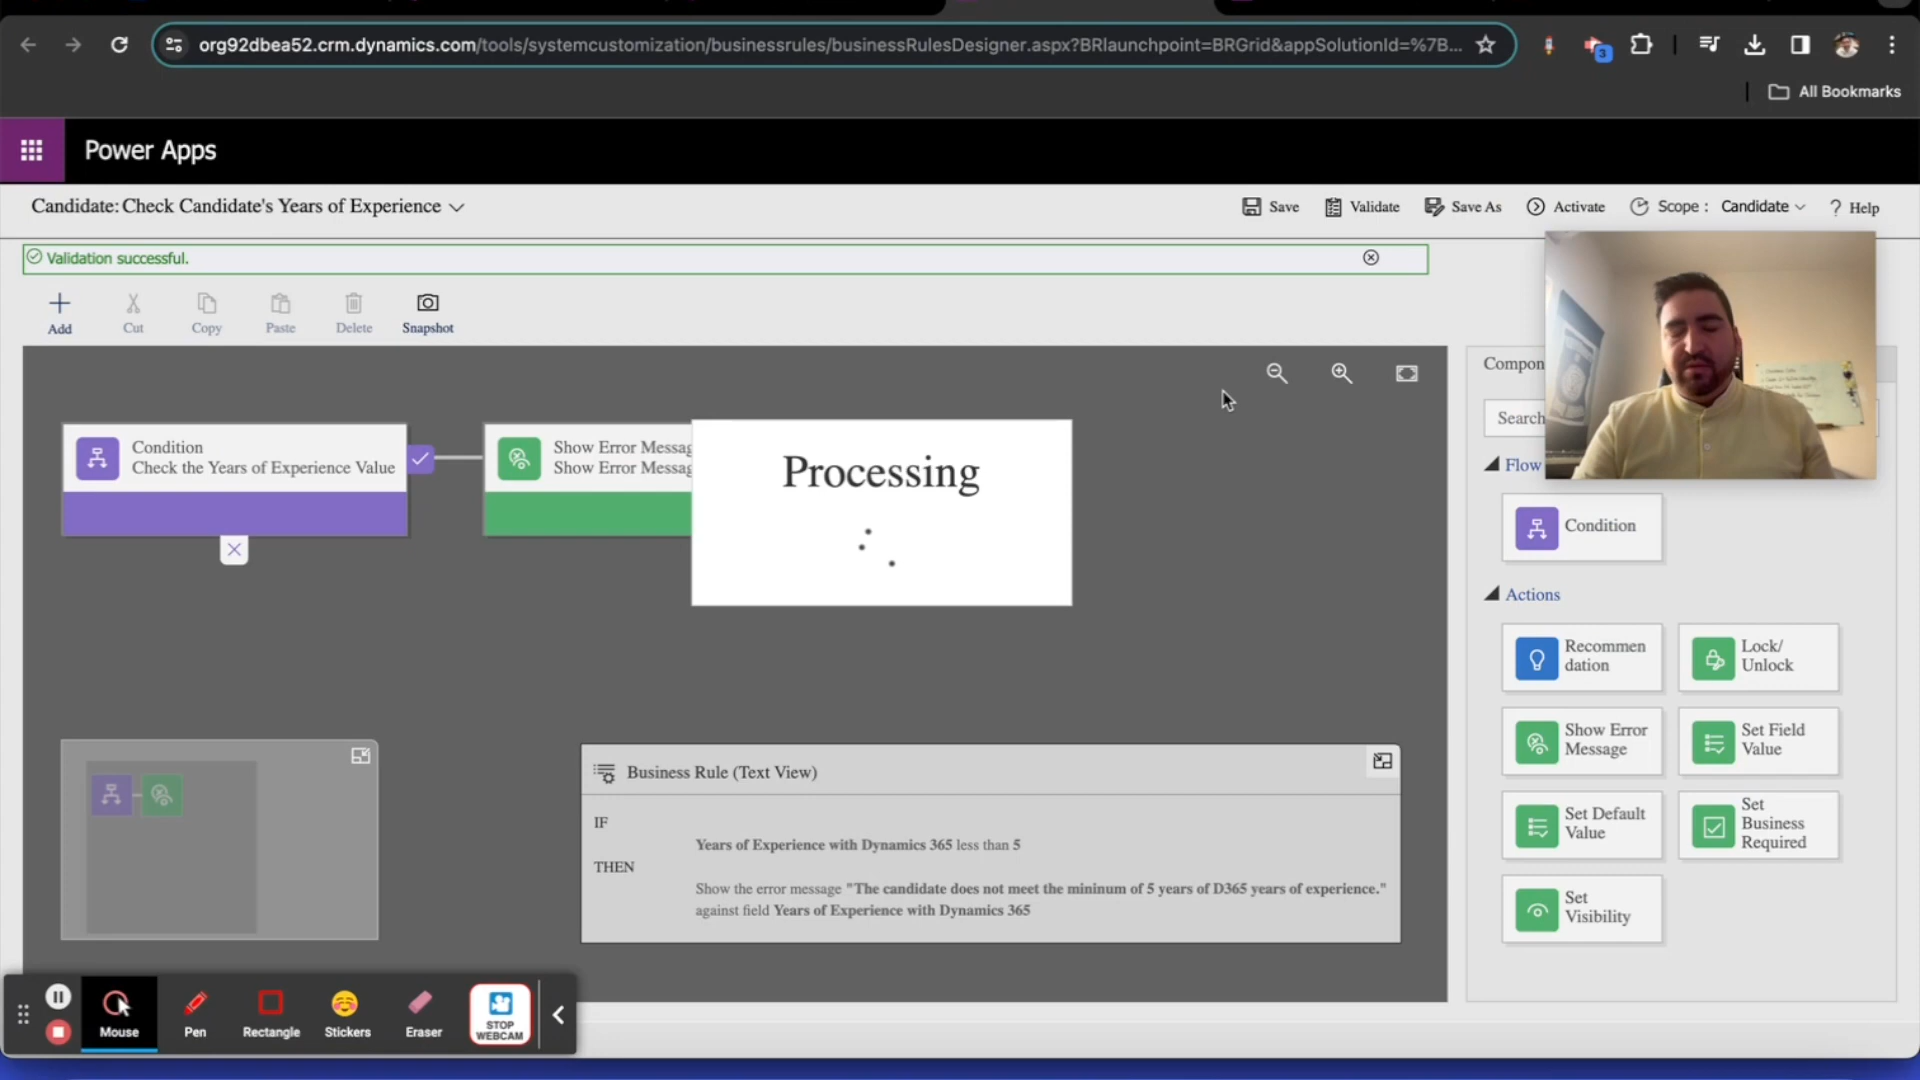 org92dbea52.crm.dynamics.com/tools/systemcustomization/businessrules/businessRulesDesigner.aspx?BRlaunchpoint=BRGrid&appSolutionId=%7B...
3
All Bookmarks
Power Apps
Candidate: Check Candidate's Years of Experience
Save
Validate
Save As
Activate
Scope :
Candidate
? Help
Validation successful.
Add
Cut
Copy
Paste
Delete
Snapshot
Compon
Search
Condition
Check the Years of Experience Value
Show Error Messag
Show Error Messag
Processing
Flow
Condition
Actions
Recommen
dation
Lock/
Unlock
Show Error
Message
Set Field
Value
Set Default
Value
Set
Business
Required
Set
Visibility
Business Rule (Text View)
IF
Years of Experience with Dynamics 365 less than 5
THEN
Show the error message "The candidate does not meet the mininum of 5 years of D365 years of experience."
against field Years of Experience with Dynamics 365
Mouse
Pen
Rectangle
Stickers
Eraser
STOP
WEBCAM